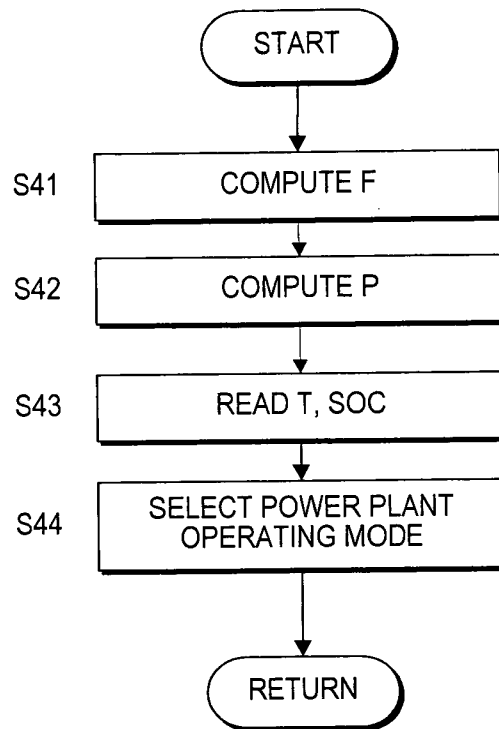 START
S41
COMPUTE F
S42
COMPUTE P
S43
READ T, SOC
S44
SELECT POWER PLANT
OPERATING MODE
RETURN